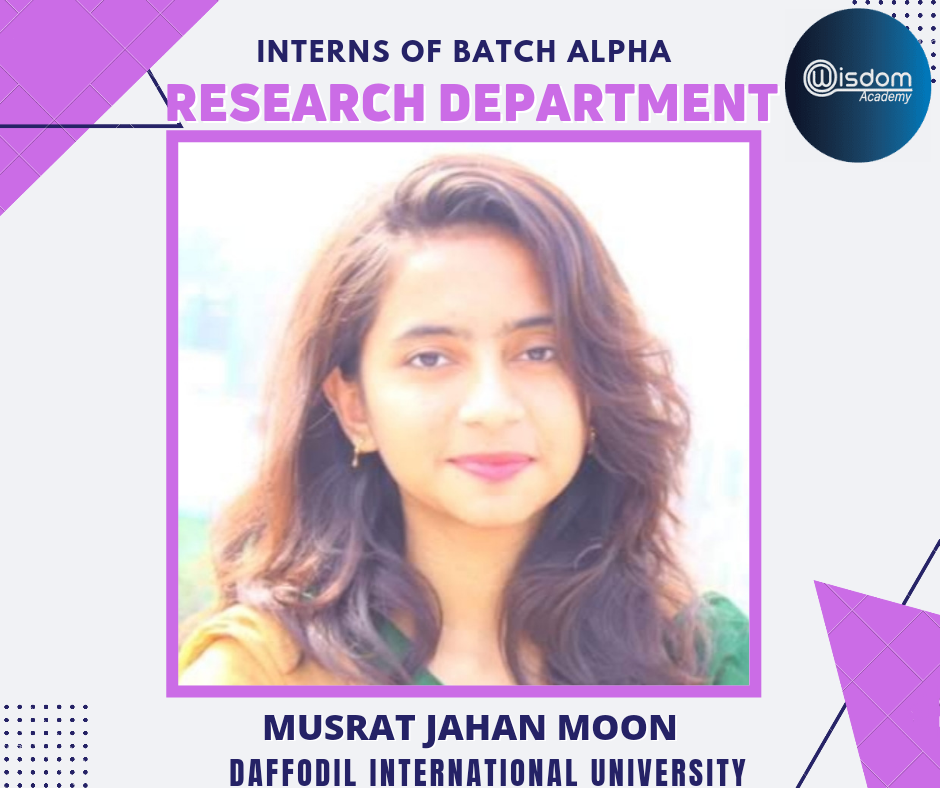 INTERNS OF BATCH ALPHA
RESEARCH DEPARTMENT
Wisdom
Academy
MUSRAT JAHAN MOON
DAFFODIL INTERNATIONAL UNIVERSITY